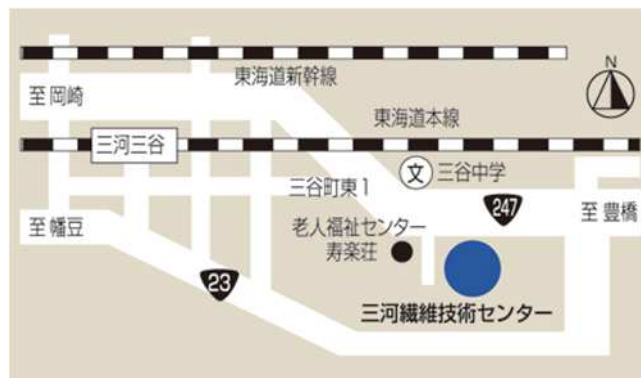 東海道新幹線
N
至 岡崎
東海道本線
三河三谷
文 三谷中学
三谷町東1
247
至 豊橋
至 幡豆
老人福祉センター
寿楽荘
23
三河繊維技術センター